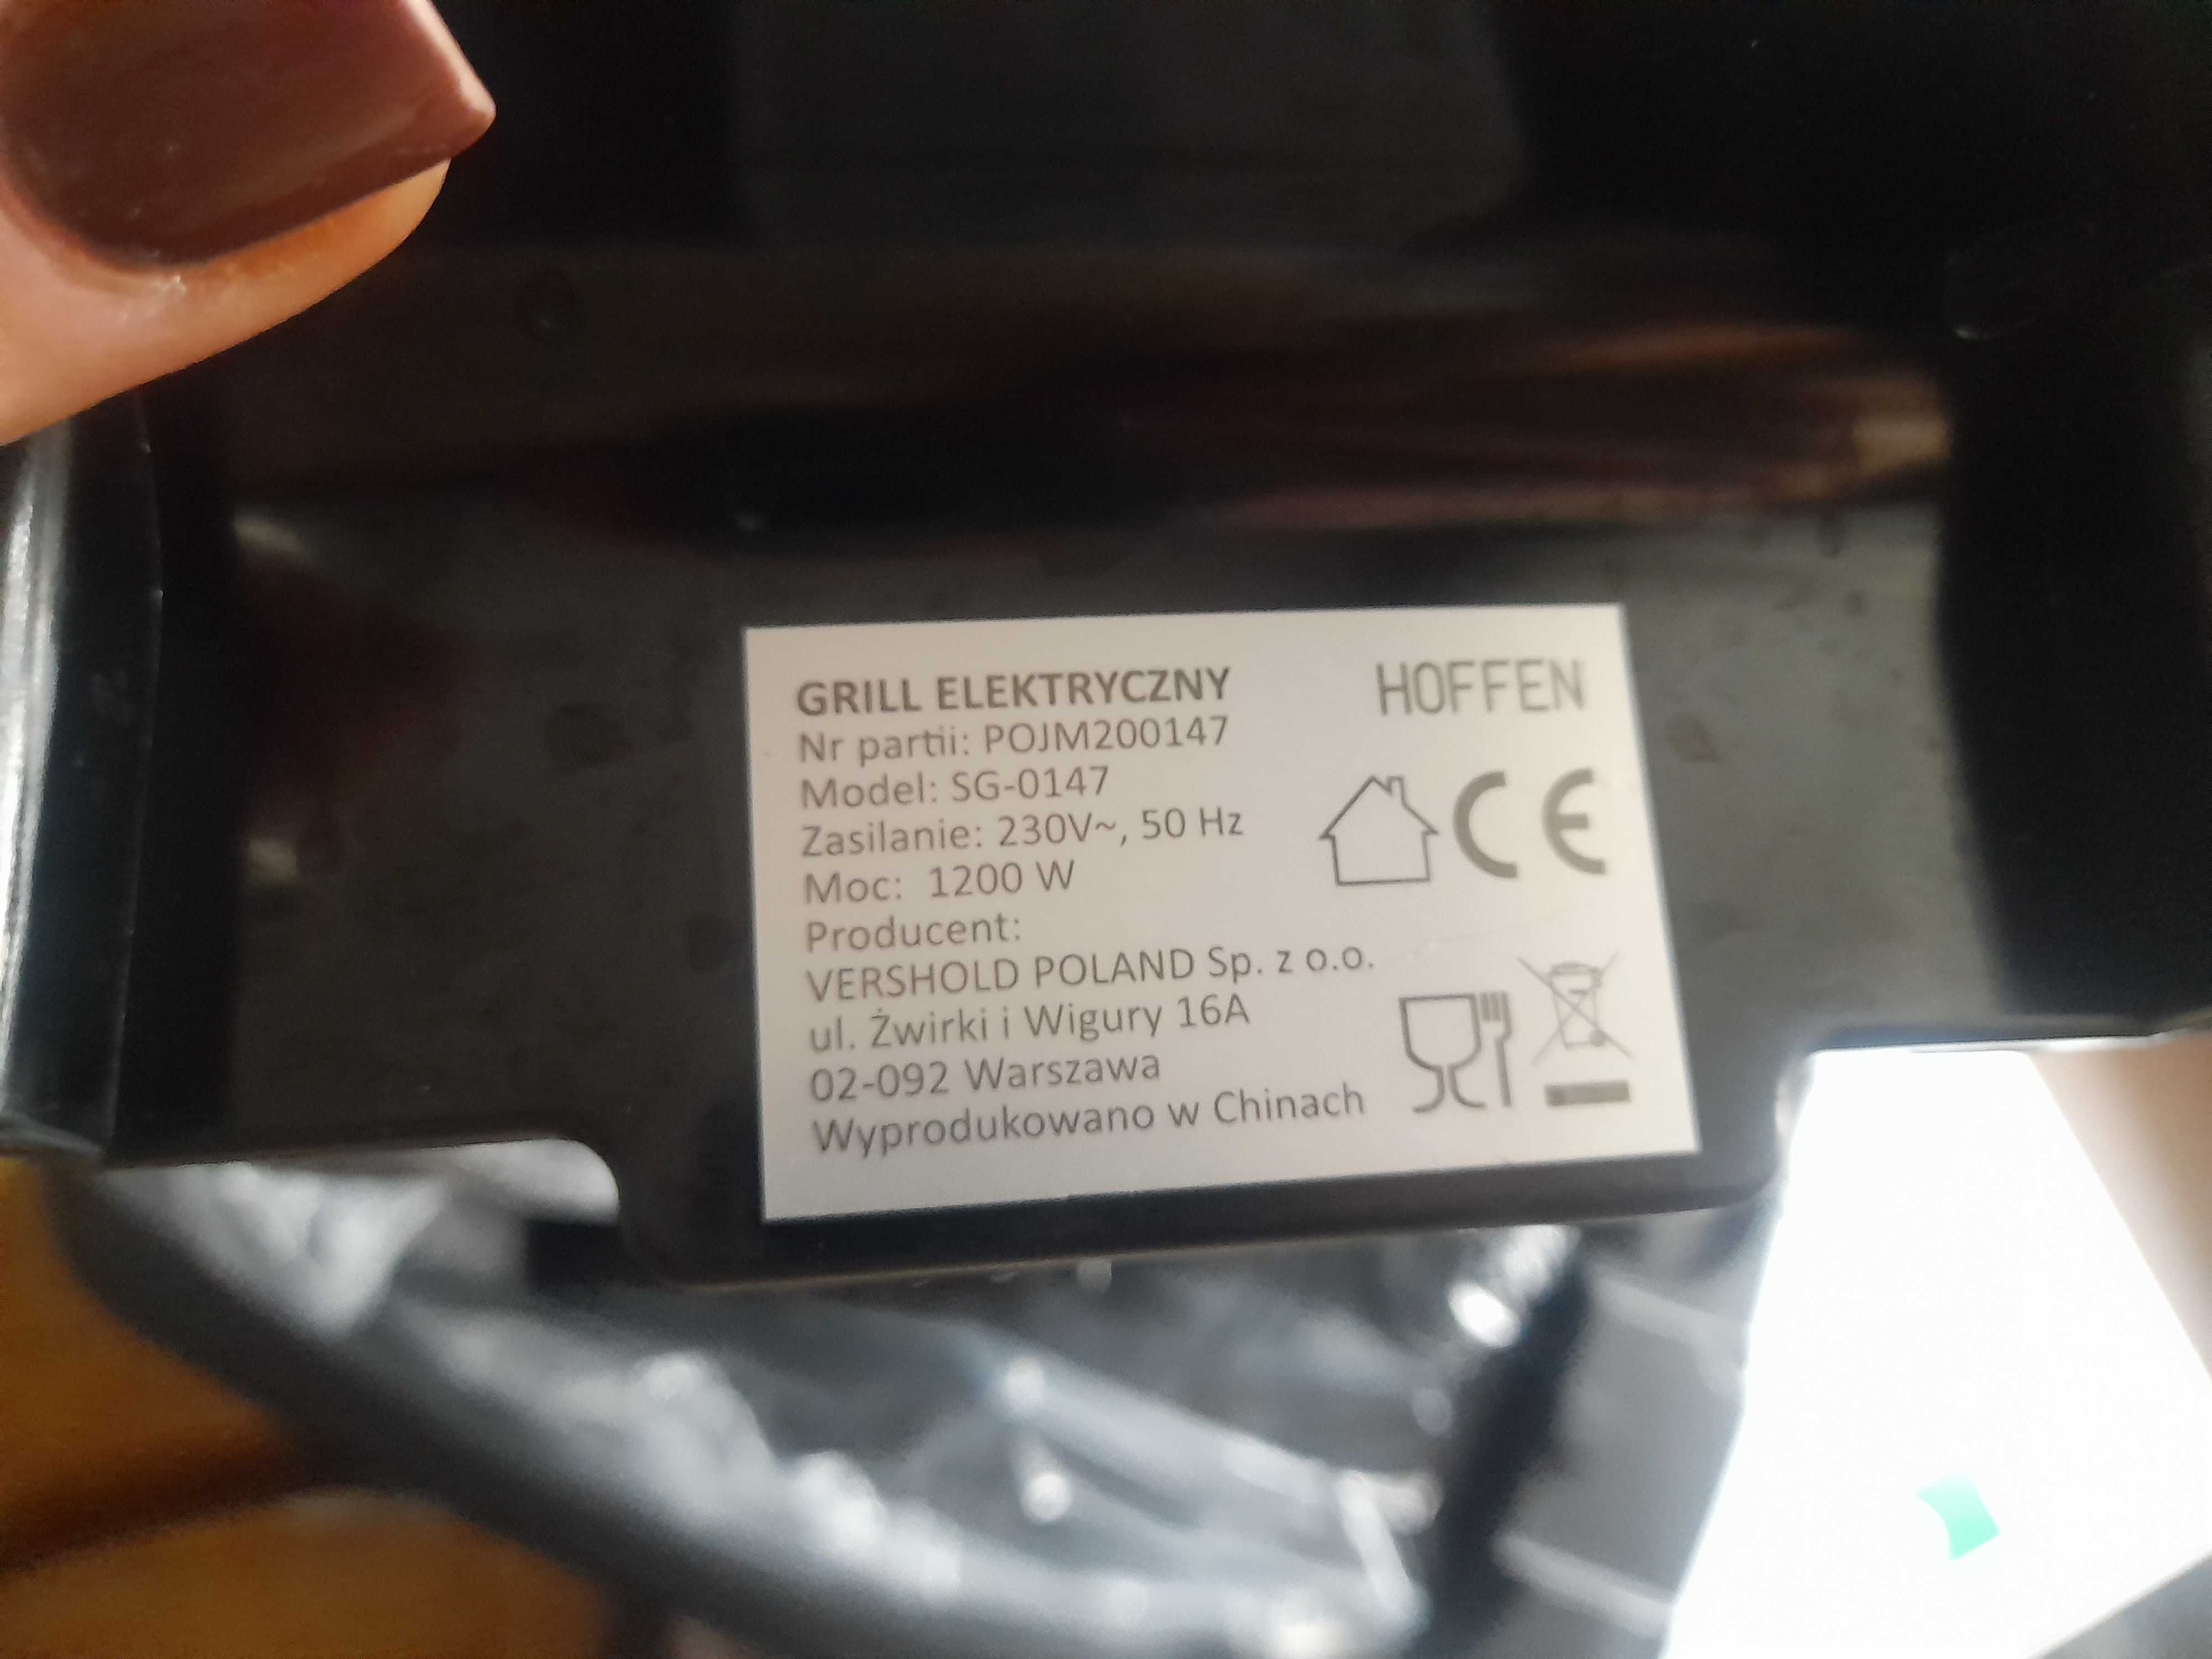 GRILL ELEKTRYCZNY
HOFFEN
Nr partii: POJM200147
Model: SG-0147
Zasilanie: 230V~, 50 Hz
Moc: 1200 W
Producent:
VERSHOLD POLAND Sp. z o.o.
ul. Żwirki i Wigury 16A
02-092 Warszawa
Wyprodukowano w Chinach
CE